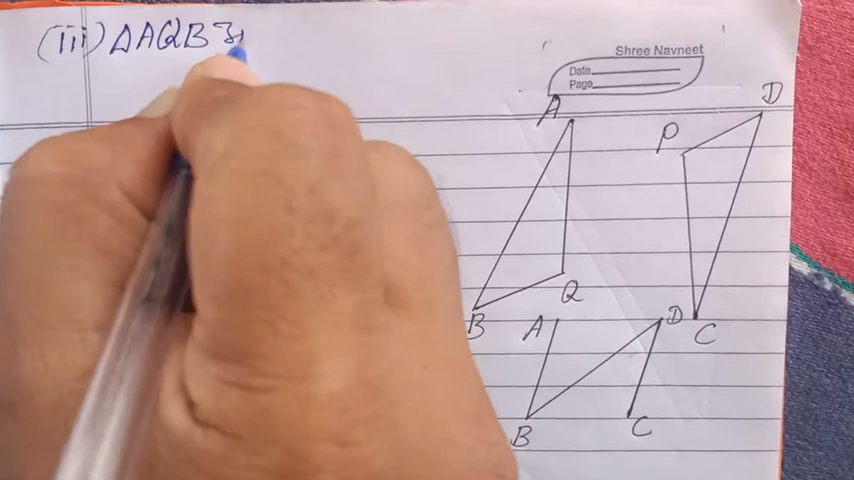 (iii) ΔAQB
Shree Navneet
Date
Page
A
D
P
Q
B
A
D
C
B
C